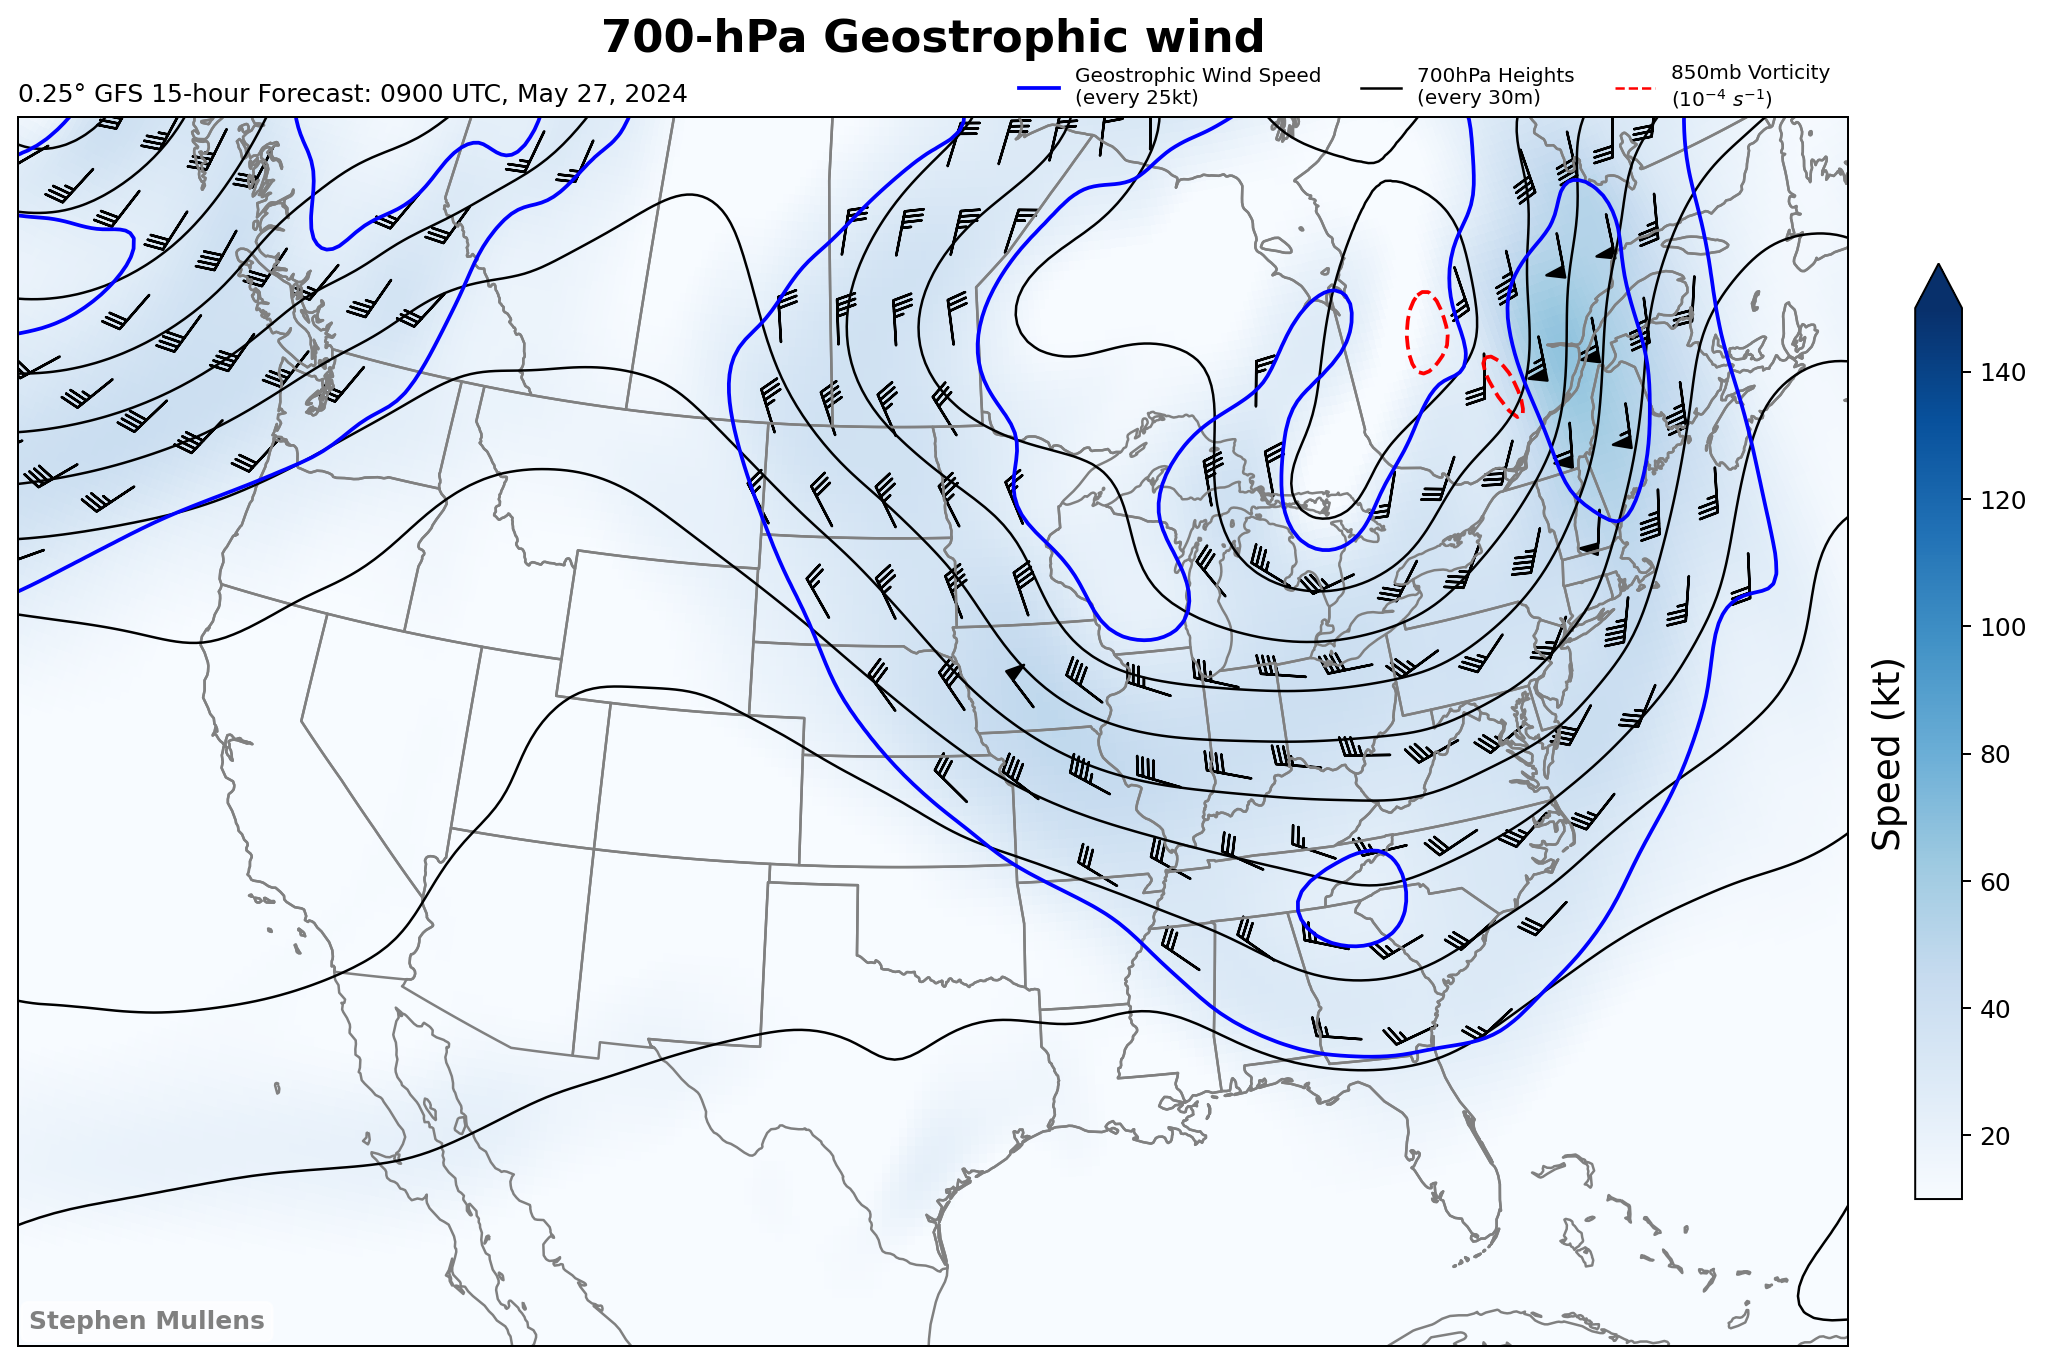 700-hPa Geostrophic wind
0.25° GFS 15-hour Forecast: 0900 UTC, May 27, 2024
Geostrophic Wind Speed
(every 25kt)
700hPa Heights
(every 30m)
850mb Vorticity
(10⁻⁴ s⁻¹)
140
120
100
80
60
40
20
Speed (kt)
Stephen Mullens